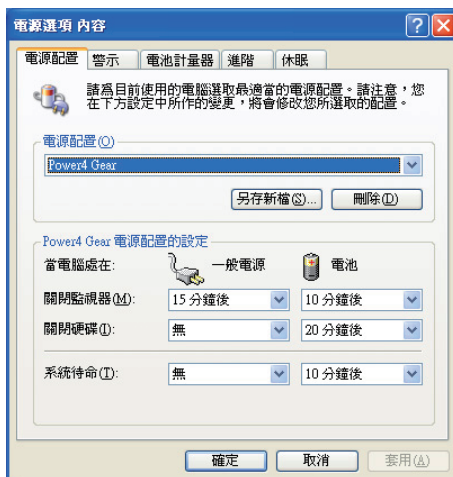 電源選項 內容
電源配置 警示 電池計量器 進階 休眠
請為目前使用的電腦選取最適當的電源配置。請注意，您
在下方設定中所作的變更，將會修改您所選取的配置。
電源配置(O)
Power4 Gear
另存新檔(S)... 刪除(D)
Power4 Gear 電源配置的設定
當電腦處在: 一般電源 電池
關閉監視器(M): 15 分鐘後 10 分鐘後
關閉硬碟(I): 無 20 分鐘後
系統待命(T): 無 10 分鐘後
確定 取消 套用(A)